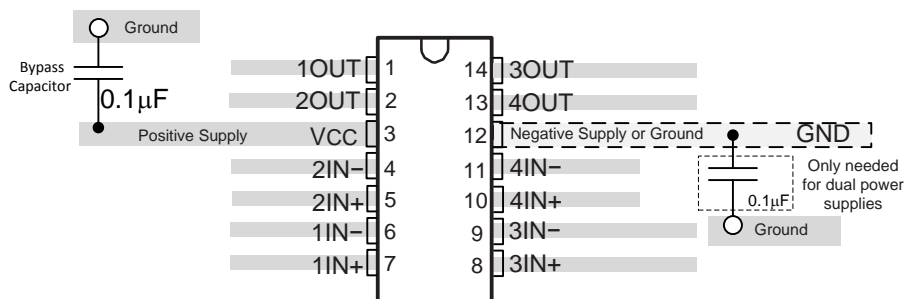 Ground
Bypass
Capacitor
0.1μF
Positive Supply
1OUT 1
2OUT 2
VCC 3
2IN− 4
2IN+ 5
1IN− 6
1IN+ 7
14 3OUT
13 4OUT
12 Negative Supply or Ground GND
11 4IN−
10 4IN+
9 3IN−
8 3IN+
Only needed
for dual power
supplies
0.1μF
Ground